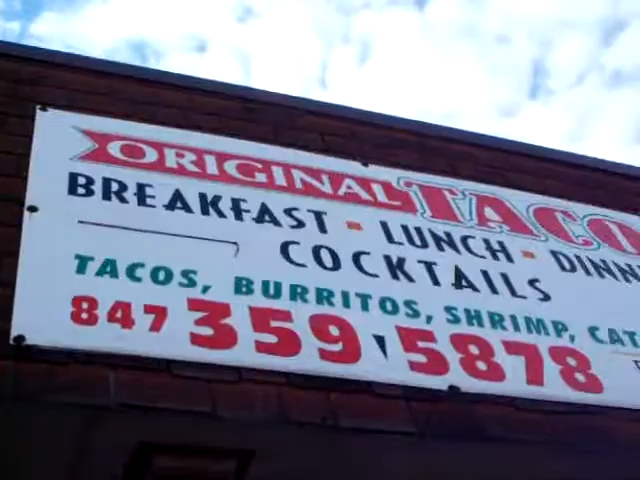 ORIGINAL TACO
BREAKFAST - LUNCH - DINN
COCKTAILS
TACOS, BURRITOS, SHRIMP, CAT
847 359 5878